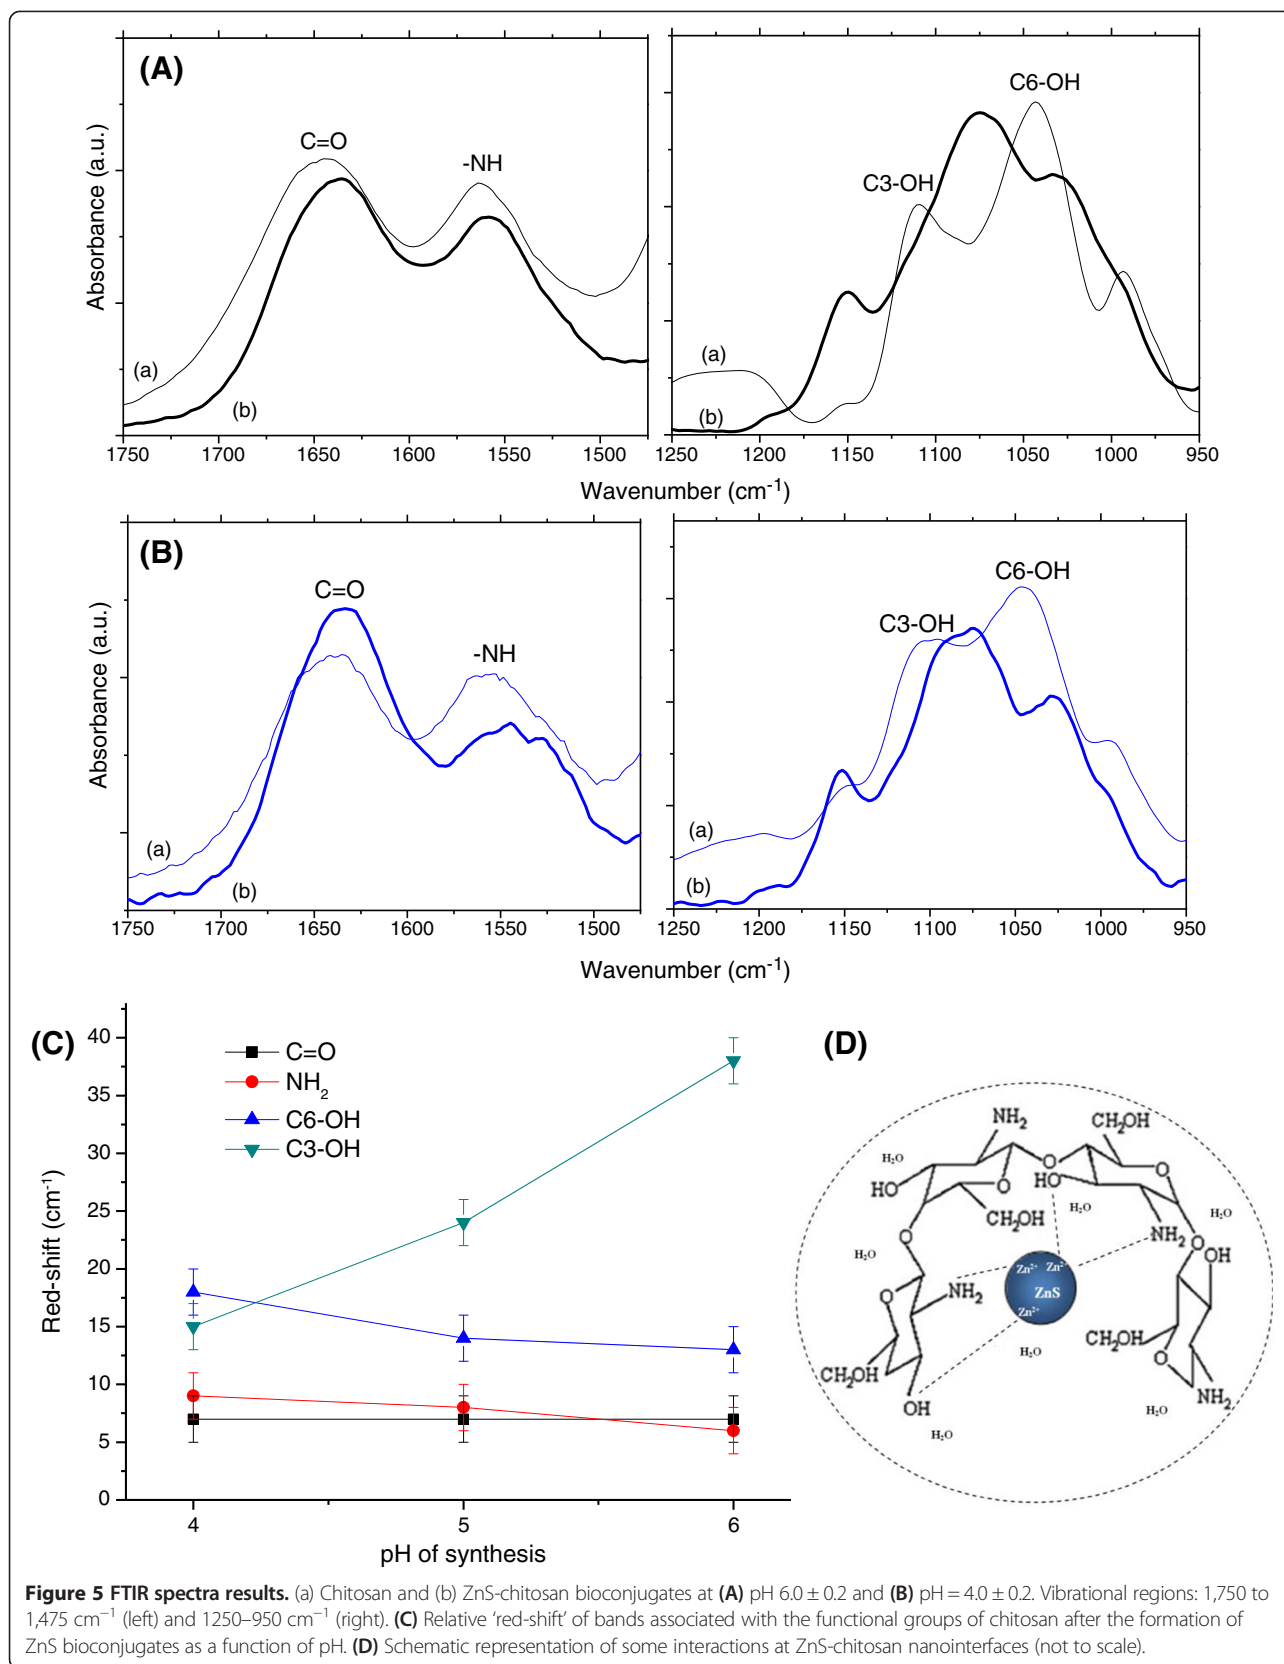 (A)
C=O
-NH
Absorbance (a.u.)
(a)
(b)
1750 1700 1650 1600 1550 1500
C6-OH
C3-OH
(a)
(b)
1250 1200 1150 1100 1050 1000 950
Wavenumber (cm⁻¹)
(B)
C=O
-NH
Absorbance (a.u.)
(a)
(b)
1750 1700 1650 1600 1550 1500
C6-OH
C3-OH
(a)
(b)
1250 1200 1150 1100 1050 1000 950
Wavenumber (cm⁻¹)
(C)
C=O
NH₂
C6-OH
C3-OH
Red-shift (cm⁻¹)
40
35
30
25
20
15
10
5
0
4 5 6
pH of synthesis
(D)
NH₂
CH₂OH
H₂O
HO
O
O
HO
O
CH₂OH
H₂O
H₂O
O
NH₂
O
OH
H₂O
Zn²⁺ Zn²⁺
ZnS
Zn²⁺
O
NH₂
H₂O
CH₂OH
O
CH₂OH
OH
NH₂
H₂O
H₂O
Figure 5 FTIR spectra results. (a) Chitosan and (b) ZnS-chitosan bioconjugates at (A) pH 6.0 ± 0.2 and (B) pH = 4.0 ± 0.2. Vibrational regions: 1,750 to
1,475 cm⁻¹ (left) and 1250–950 cm⁻¹ (right). (C) Relative ‘red-shift’ of bands associated with the functional groups of chitosan after the formation of
ZnS bioconjugates as a function of pH. (D) Schematic representation of some interactions at ZnS-chitosan nanointerfaces (not to scale).